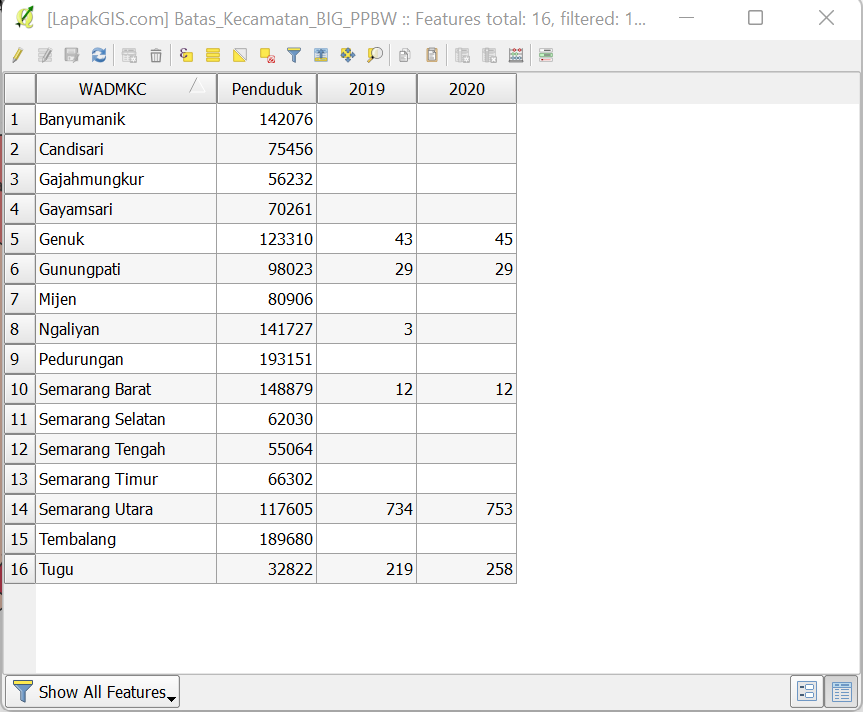 [LapakGIS.com] Batas_Kecamatan_BIG_PPBW :: Features total: 16, filtered: 1...
WADMKC Penduduk 2019 2020
1 Banyumanik 142076
2 Candisari 75456
3 Gajahmungkur 56232
4 Gayamsari 70261
5 Genuk 123310 43 45
6 Gunungpati 98023 29 29
7 Mijen 80906
8 Ngaliyan 141727 3
9 Pedurungan 193151
10 Semarang Barat 148879 12 12
11 Semarang Selatan 62030
12 Semarang Tengah 55064
13 Semarang Timur 66302
14 Semarang Utara 117605 734 753
15 Tembalang 189680
16 Tugu 32822 219 258
Show All Features